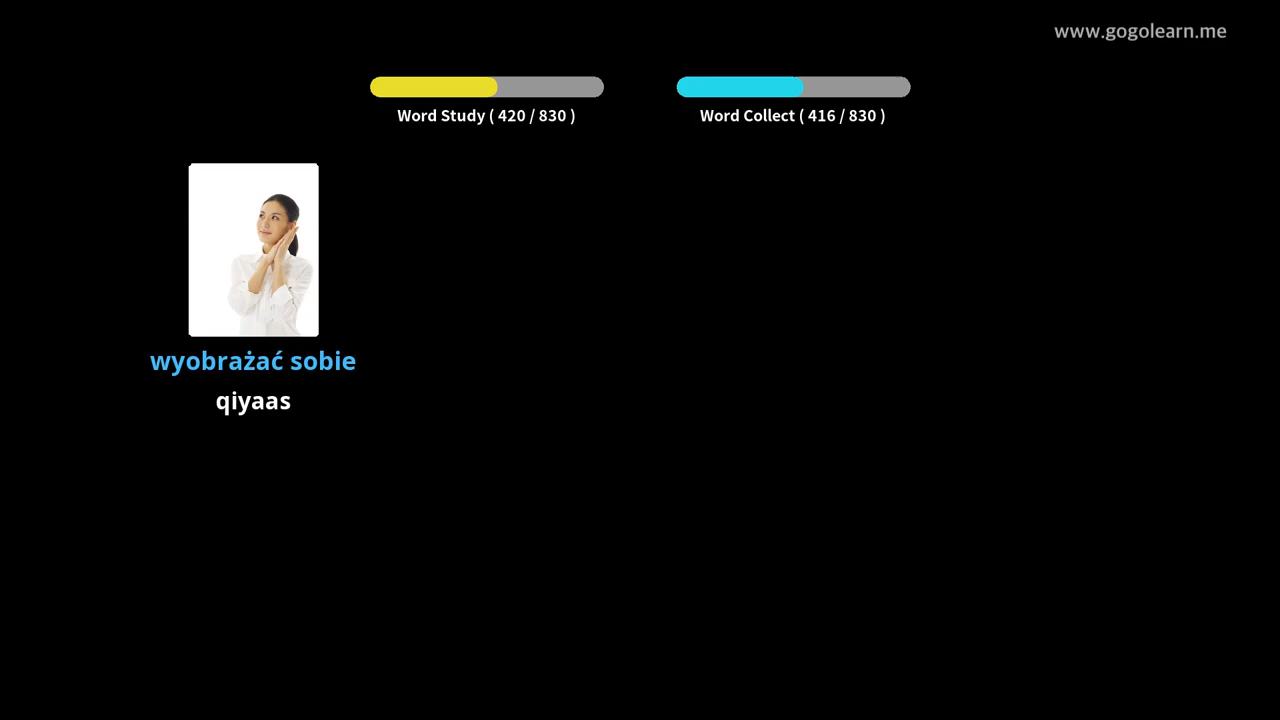 www.gogolearn.me
Word Study ( 420 / 830 )
Word Collect ( 416 / 830 )
wyobrażać sobie
qiyaas